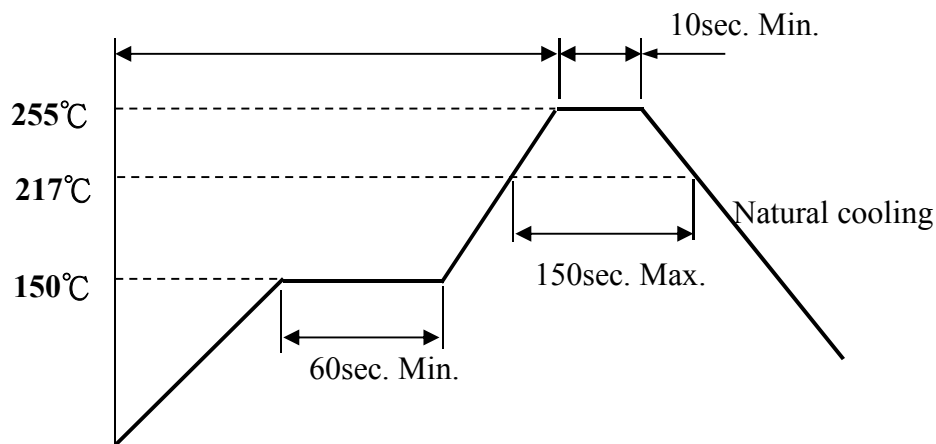 10sec. Min.
255℃
217℃
Natural cooling
150℃
150sec. Max.
60sec. Min.